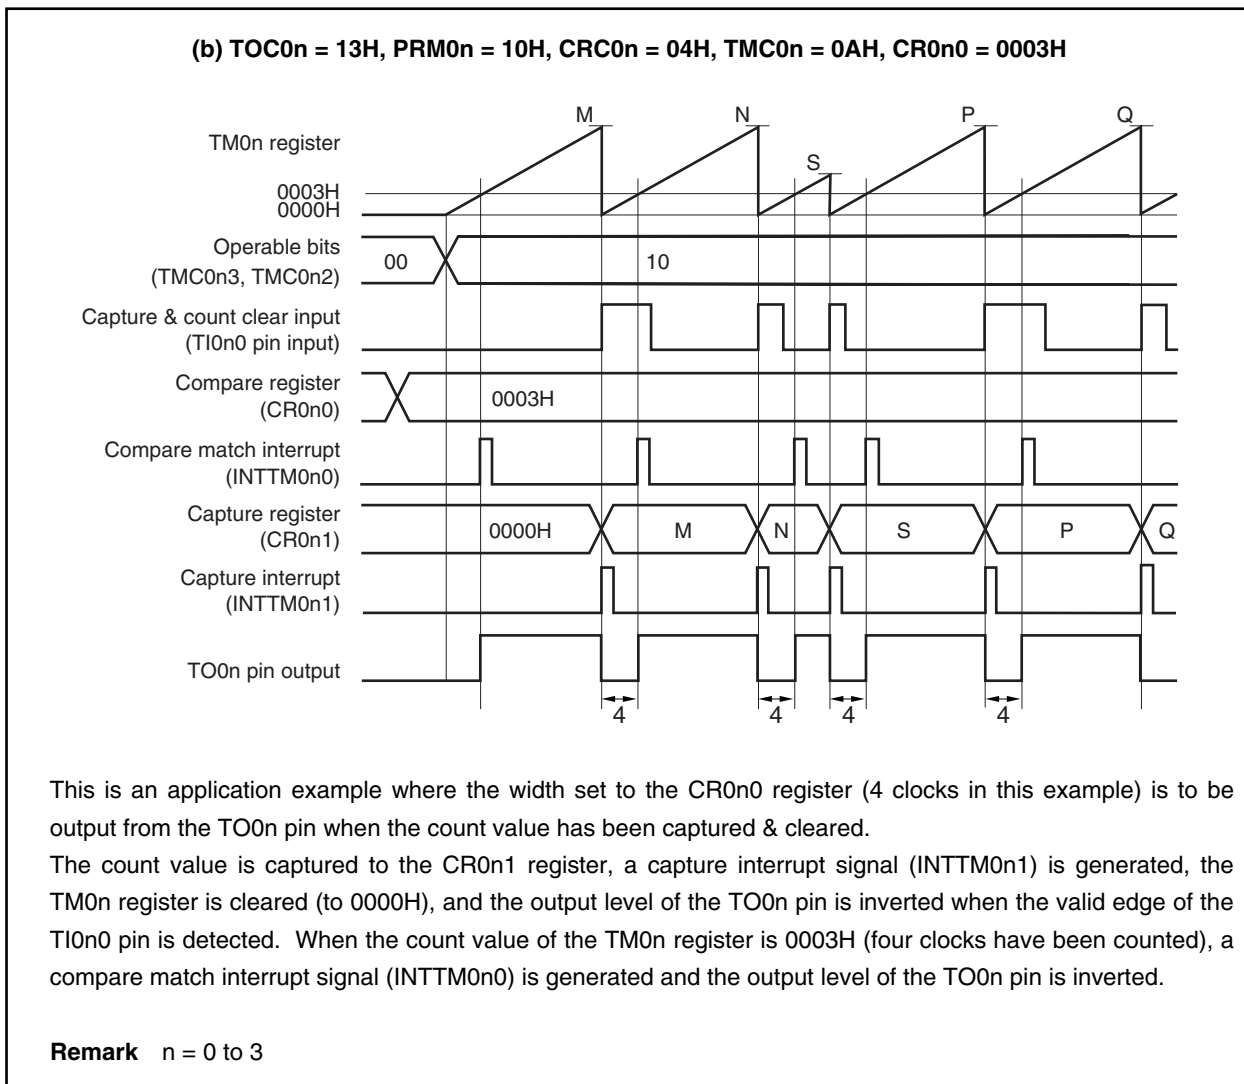 (b) TOC0n = 13H, PRM0n = 10H, CRC0n = 04H, TMC0n = 0AH, CR0n0 = 0003H
M N S P Q
TM0n register
0003H
0000H
Operable bits
(TMC0n3, TMC0n2)
00 10
Capture & count clear input
(TI0n0 pin input)
Compare register
(CR0n0)
0003H
Compare match interrupt
(INTTM0n0)
Capture register
(CR0n1)
0000H M N S P Q
Capture interrupt
(INTTM0n1)
TO0n pin output
4 4 4 4
This is an application example where the width set to the CR0n0 register (4 clocks in this example) is to be
output from the TO0n pin when the count value has been captured & cleared.
The count value is captured to the CR0n1 register, a capture interrupt signal (INTTM0n1) is generated, the
TM0n register is cleared (to 0000H), and the output level of the TO0n pin is inverted when the valid edge of the
TI0n0 pin is detected. When the count value of the TM0n register is 0003H (four clocks have been counted), a
compare match interrupt signal (INTTM0n0) is generated and the output level of the TO0n pin is inverted.
Remark n = 0 to 3